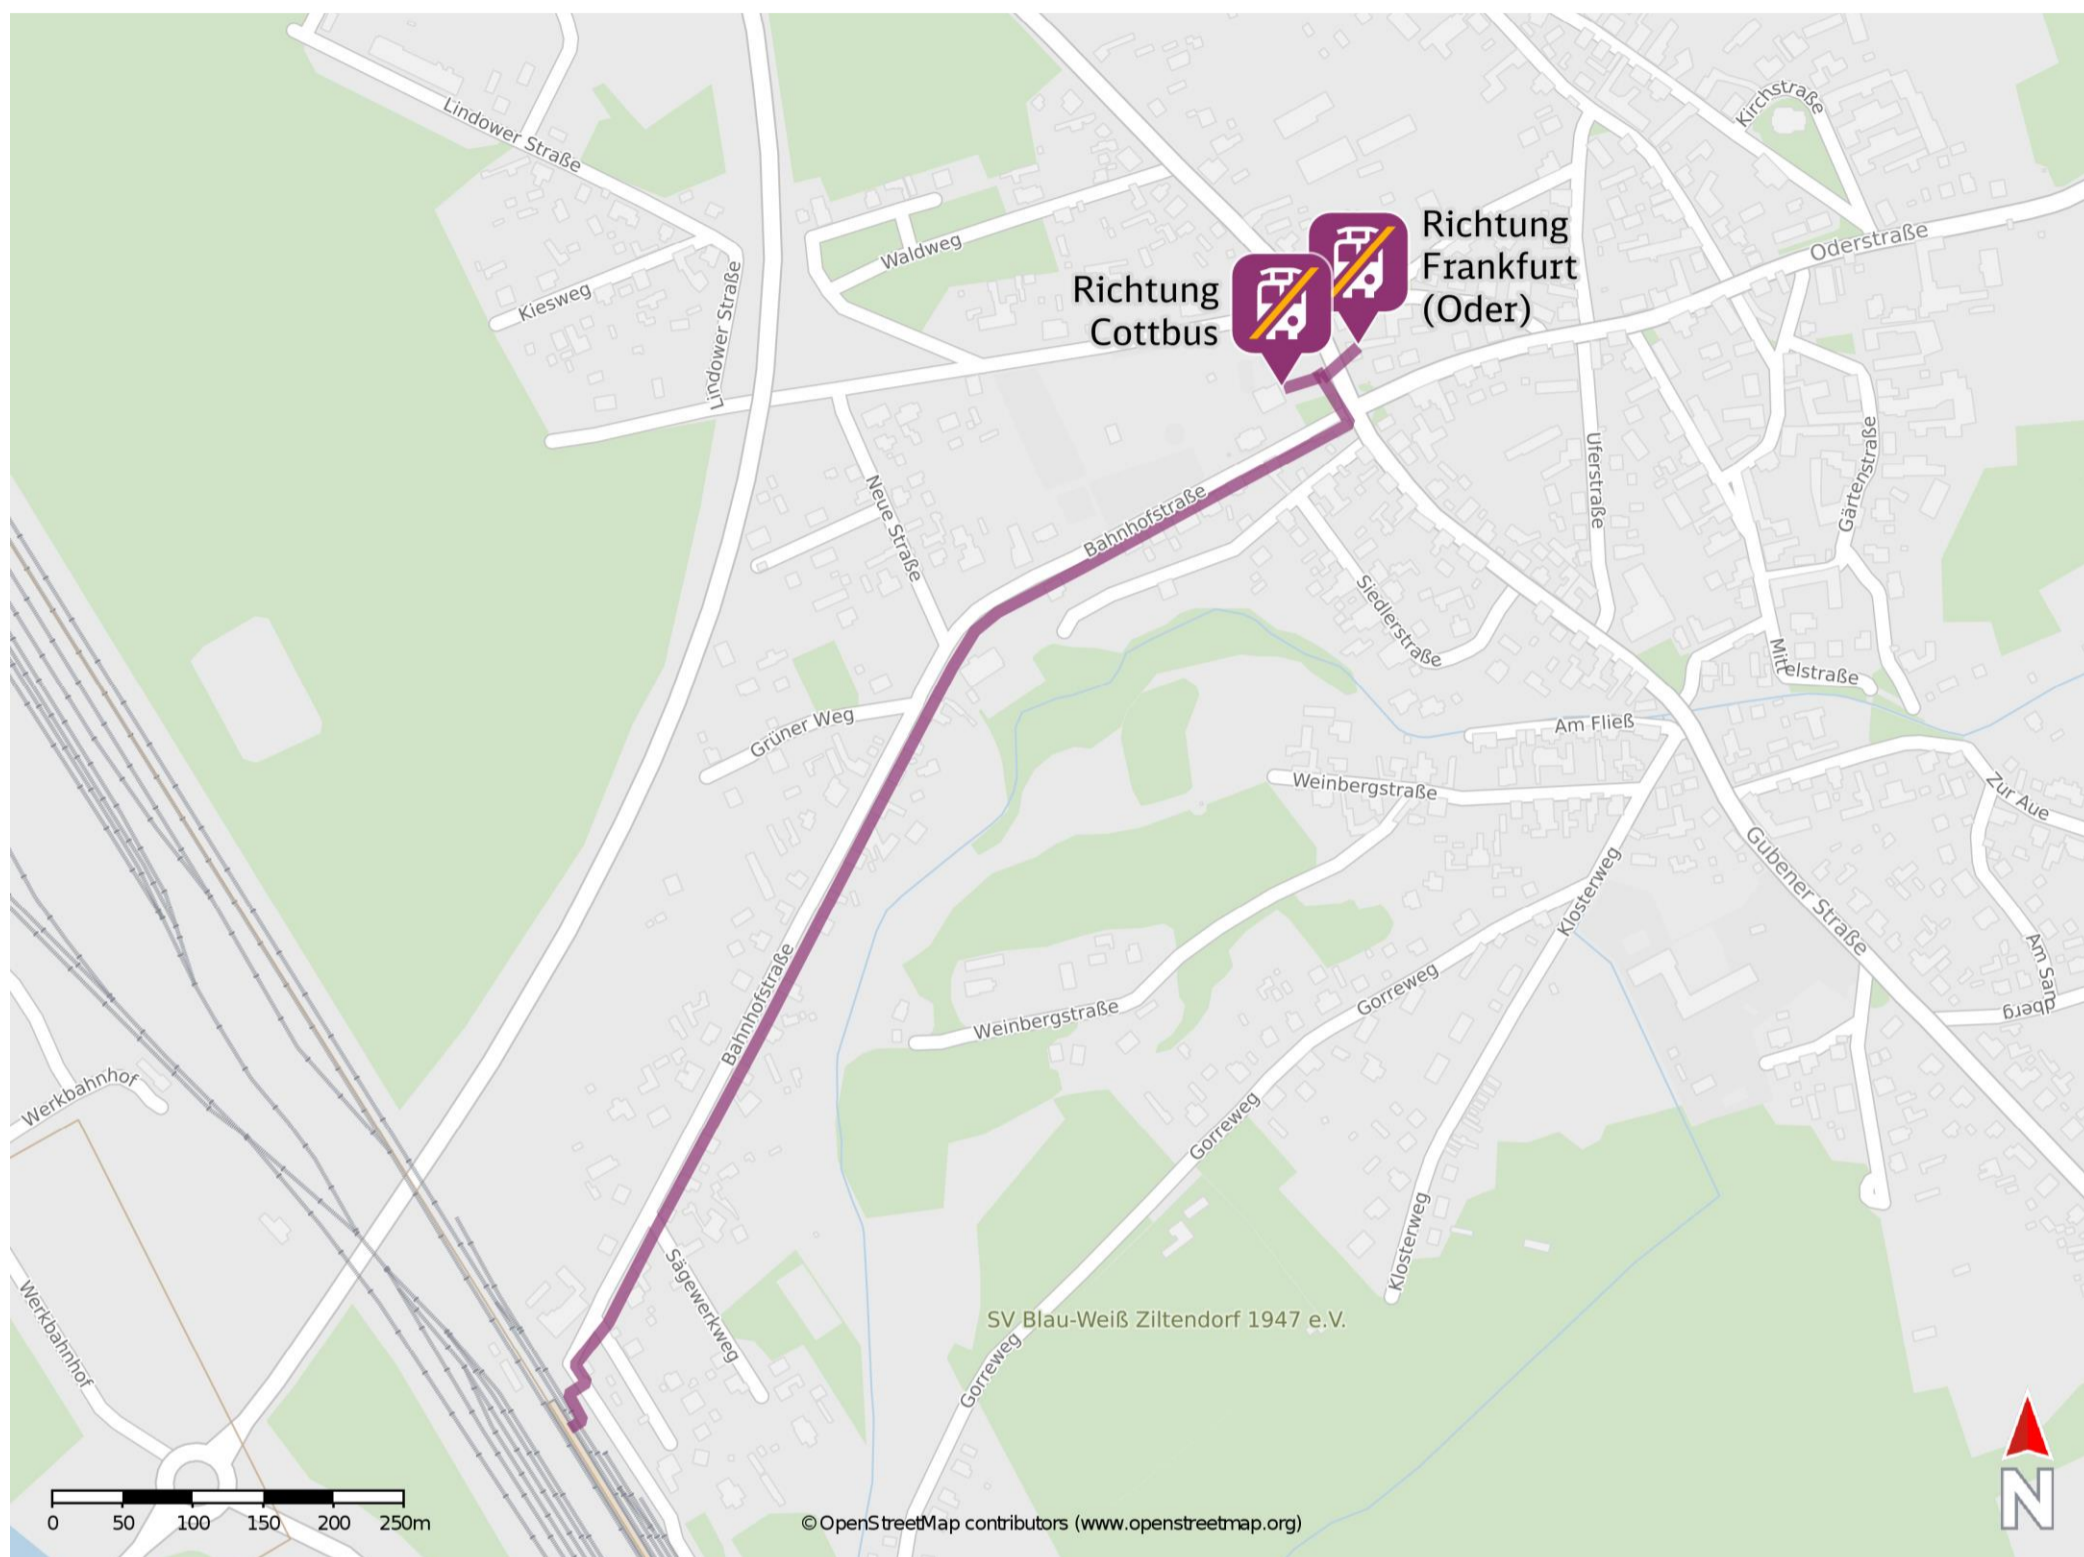 Kirchstraße
Lindower Straße
Richtung
Frankfurt
(Oder)
Oderstraße
Waldweg
Kiesweg
Lindower Straße
Richtung
Cottbus
Neue Straße
Bahnhofstraße
Uferstraße
Gärtenstraße
Siedlerstraße
Mittelstraße
Grüner Weg
Am Fließ
Weinbergstraße
Zur Aue
Gubener Straße
Klosterweg
Bahnhofstraße
Weinbergstraße
Gorreweg
Am Sandberg
Werkbahnhof
Gorreweg
Klosterweg
Sägewerkweg
Werkbahnhof
SV Blau-Weiß Ziltendorf 1947 e.V.
Gorreweg
0 50 100 150 200 250m
© OpenStreetMap contributors (www.openstreetmap.org)
N